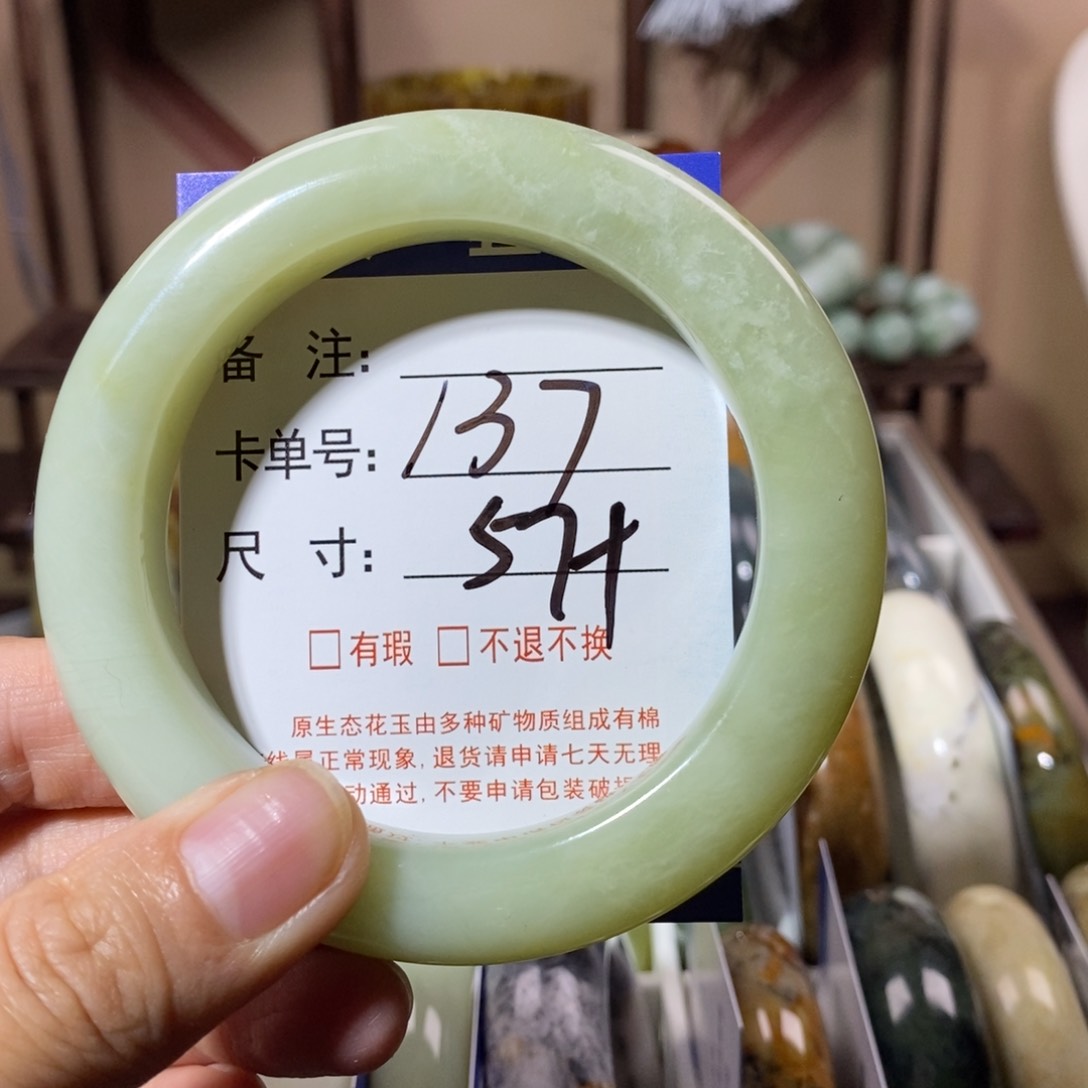 备 注:
卡单号: 137
尺 寸: 57H
□有瑕 □不退不换
原生态花玉由多种矿物质组成有棉
正常现象,退货请申请七天无理
动通过,不要申请包装破损